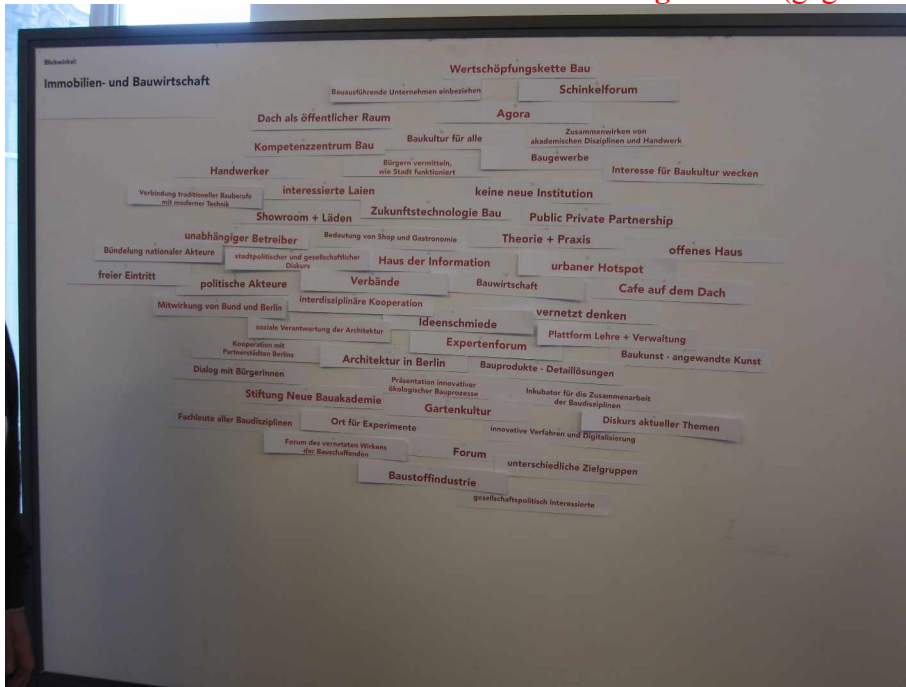 Blickwinkel:
Immobilien- und Bauwirtschaft
Wertschöpfungskette Bau
Bauausführende Unternehmen einbeziehen
Schinkelforum
Dach als öffentlicher Raum
Agora
Kompetenzzentrum Bau
Baukultur für alle
Zusammenwirken von
akademischen Disziplinen und Handwerk
Handwerker
Bürgern vermitteln,
wie Stadt funktioniert
Baugewerbe
Interesse für Baukultur wecken
Verbindung traditioneller Bauberufe
mit moderner Technik
interessierte Laien
keine neue Institution
Showroom + Läden
Zukunftstechnologie Bau
Public Private Partnership
unabhängiger Betreiber
Bedeutung von Shop und Gastronomie
Theorie + Praxis
offenes Haus
Bündelung nationaler Akteure
stadtpolitischer und gesellschaftlicher
Diskurs
Haus der Information
urbaner Hotspot
freier Eintritt
politische Akteure
Verbände
Bauwirtschaft
Cafe auf dem Dach
Mitwirkung von Bund und Berlin
interdisziplinäre Kooperation
vernetzt denken
soziale Verantwortung der Architektur
Ideenschmiede
Plattform Lehre + Verwaltung
Kooperation mit
Partnerstädten Berlins
Expertenforum
Baukunst - angewandte Kunst
Architektur in Berlin
Bauprodukte - Detaillösungen
Dialog mit BürgerInnen
Präsentation innovativer
ökologischer Bauprozesse
Inkubator für die Zusammenarbeit
der Baudisziplinen
Stiftung Neue Bauakademie
Gartenkultur
Diskurs aktueller Themen
Fachleute aller Baudisziplinen
Ort für Experimente
innovative Verfahren und Digitalisierung
Forum des vernetzten Wirkens
der Bauschaffenden
Forum
unterschiedliche Zielgruppen
Baustoffindustrie
gesellschaftspolitisch Interessierte